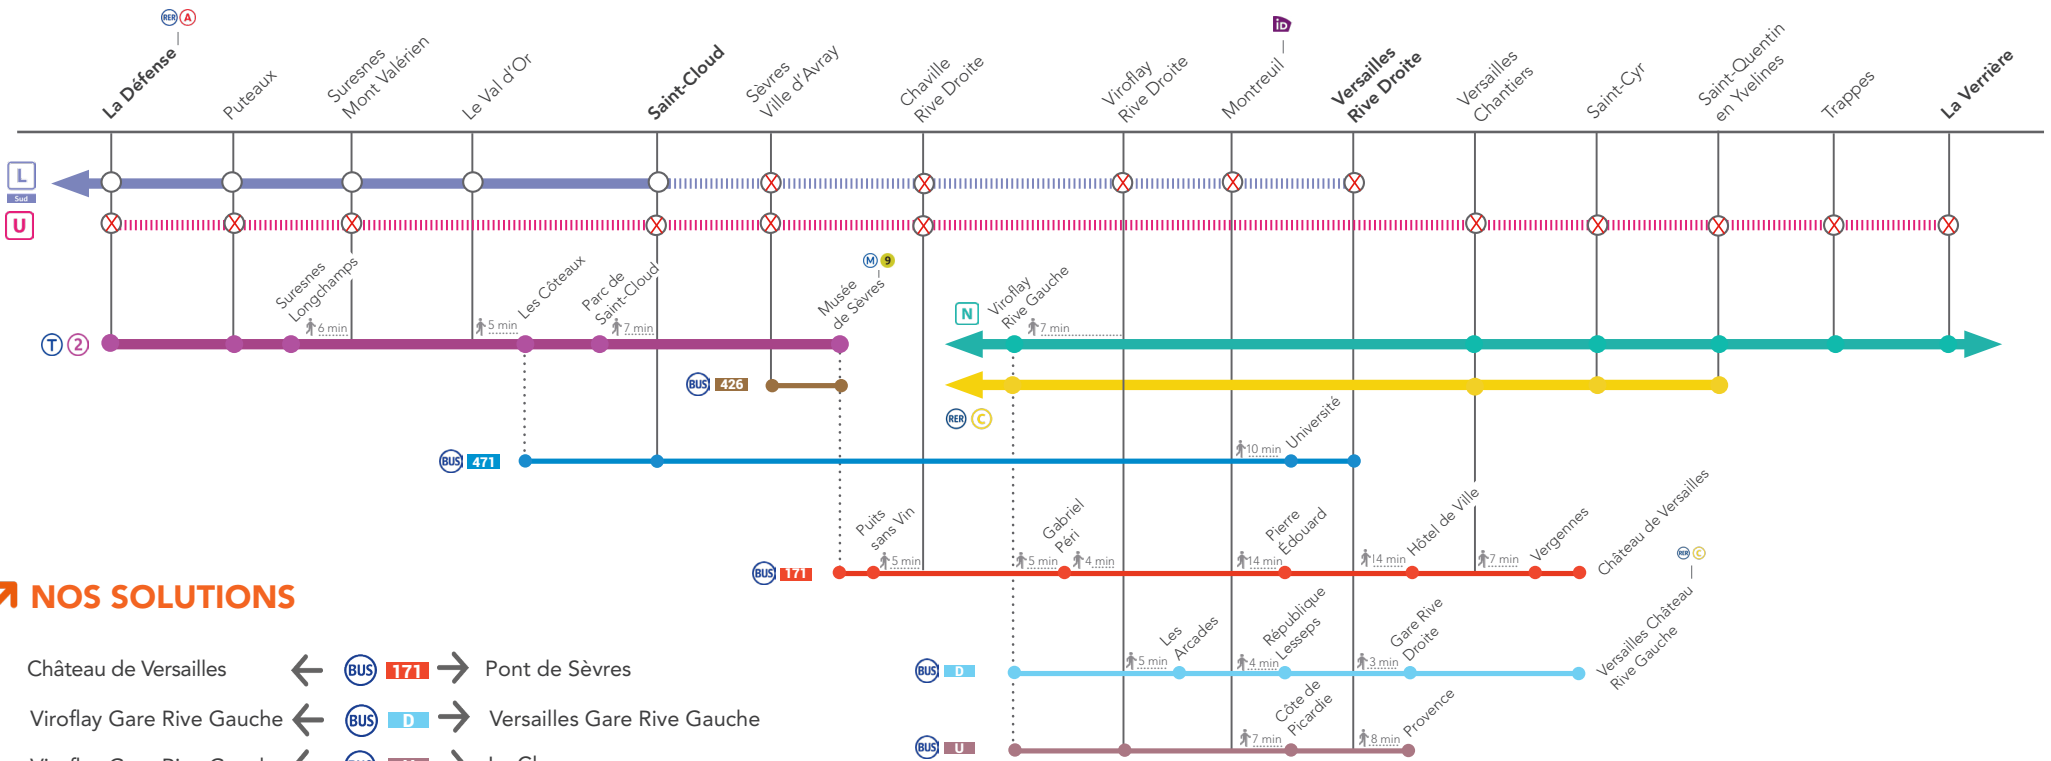 RER A
iD
La Défense
Puteaux
Suresnes
Mont Valérien
Le Val d'Or
Saint-Cloud
Sèvres
Ville d'Avray
Chaville
Rive Droite
Viroflay
Rive Droite
Montreuil
Versailles
Rive Droite
Versailles
Chantiers
Saint-Cyr
Saint-Quentin
en Yvelines
Trappes
La Verrière
L
Sud
U
Suresnes
Longchamps
6 min
5 min
Les Côteaux
Parc de
Saint-Cloud
7 min
M 9
Musée
de Sèvres
N
Viroflay
Rive Gauche
7 min
T 2
BUS 426
RER C
BUS 471
10 min
Université
Puits
sans Vin
5 min
Gabriel
Péri
5 min
4 min
Pierre
Édouard
14 min
14 min
Hôtel de Ville
7 min
Vergennes
Château de Versailles
BUS 171
RER C
NOS SOLUTIONS
Les
Arcades
5 min
République
Lesseps
4 min
Gare Rive
Droite
3 min
Versailles Château
Rive Gauche
BUS D
Château de Versailles BUS 171 Pont de Sèvres
Viroflay Gare Rive Gauche BUS D Versailles Gare Rive Gauche
Côte de
Picardie
7 min
8 min
Provence
BUS U